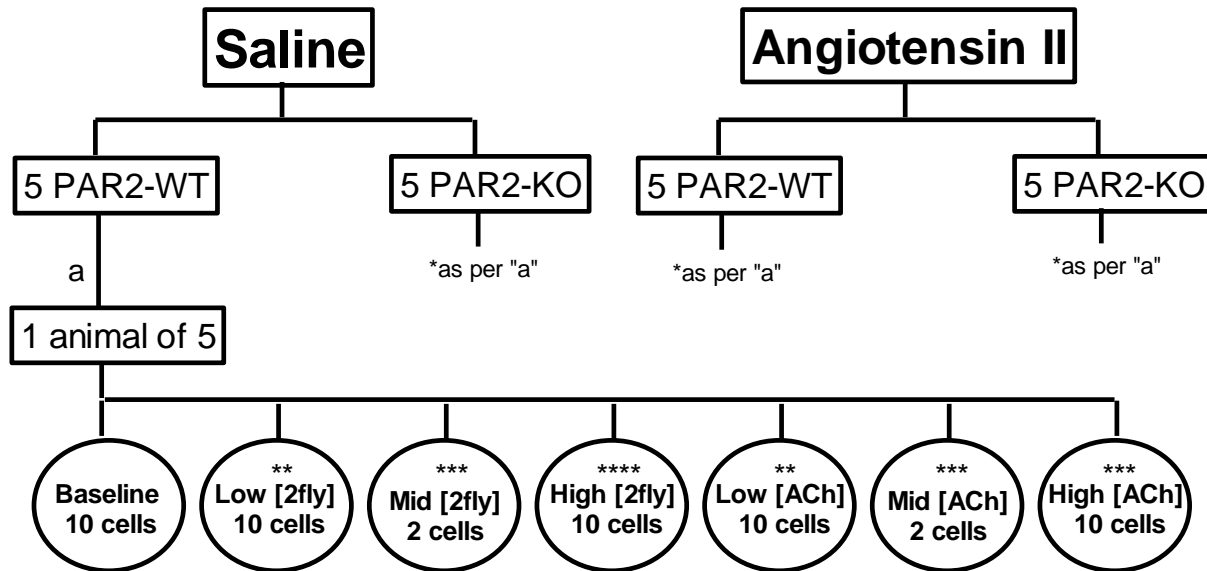 Saline
Angiotensin II
5 PAR2-WT
5 PAR2-KO
5 PAR2-WT
5 PAR2-KO
a
*as per "a"
*as per "a"
*as per "a"
1 animal of 5
Baseline
10 cells
**
Low [2fly]
10 cells
***
Mid [2fly]
2 cells
****
High [2fly]
10 cells
**
Low [ACh]
10 cells
***
Mid [ACh]
2 cells
***
High [ACh]
10 cells